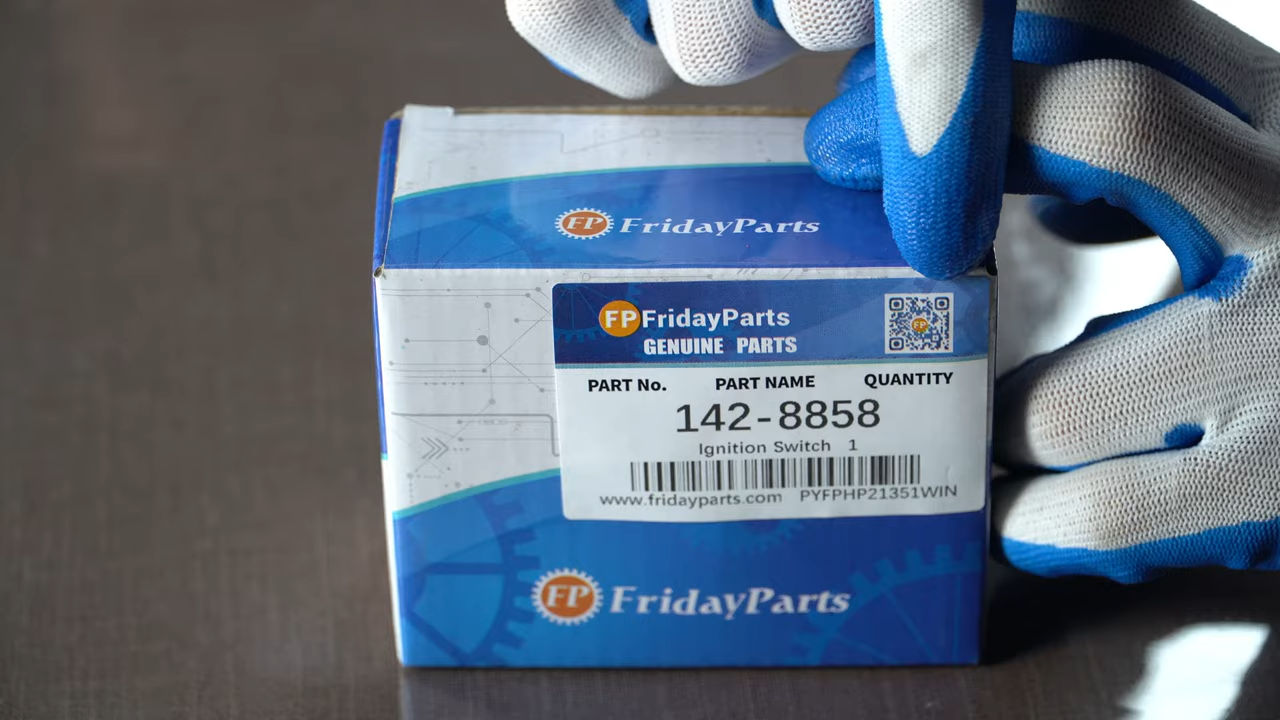 FP FridayParts
FP FridayParts
GENUINE PARTS
PART No. PART NAME QUANTITY
142-8858
Ignition Switch 1
www.fridayparts.com PYFPHP21351WIN
FP FridayParts